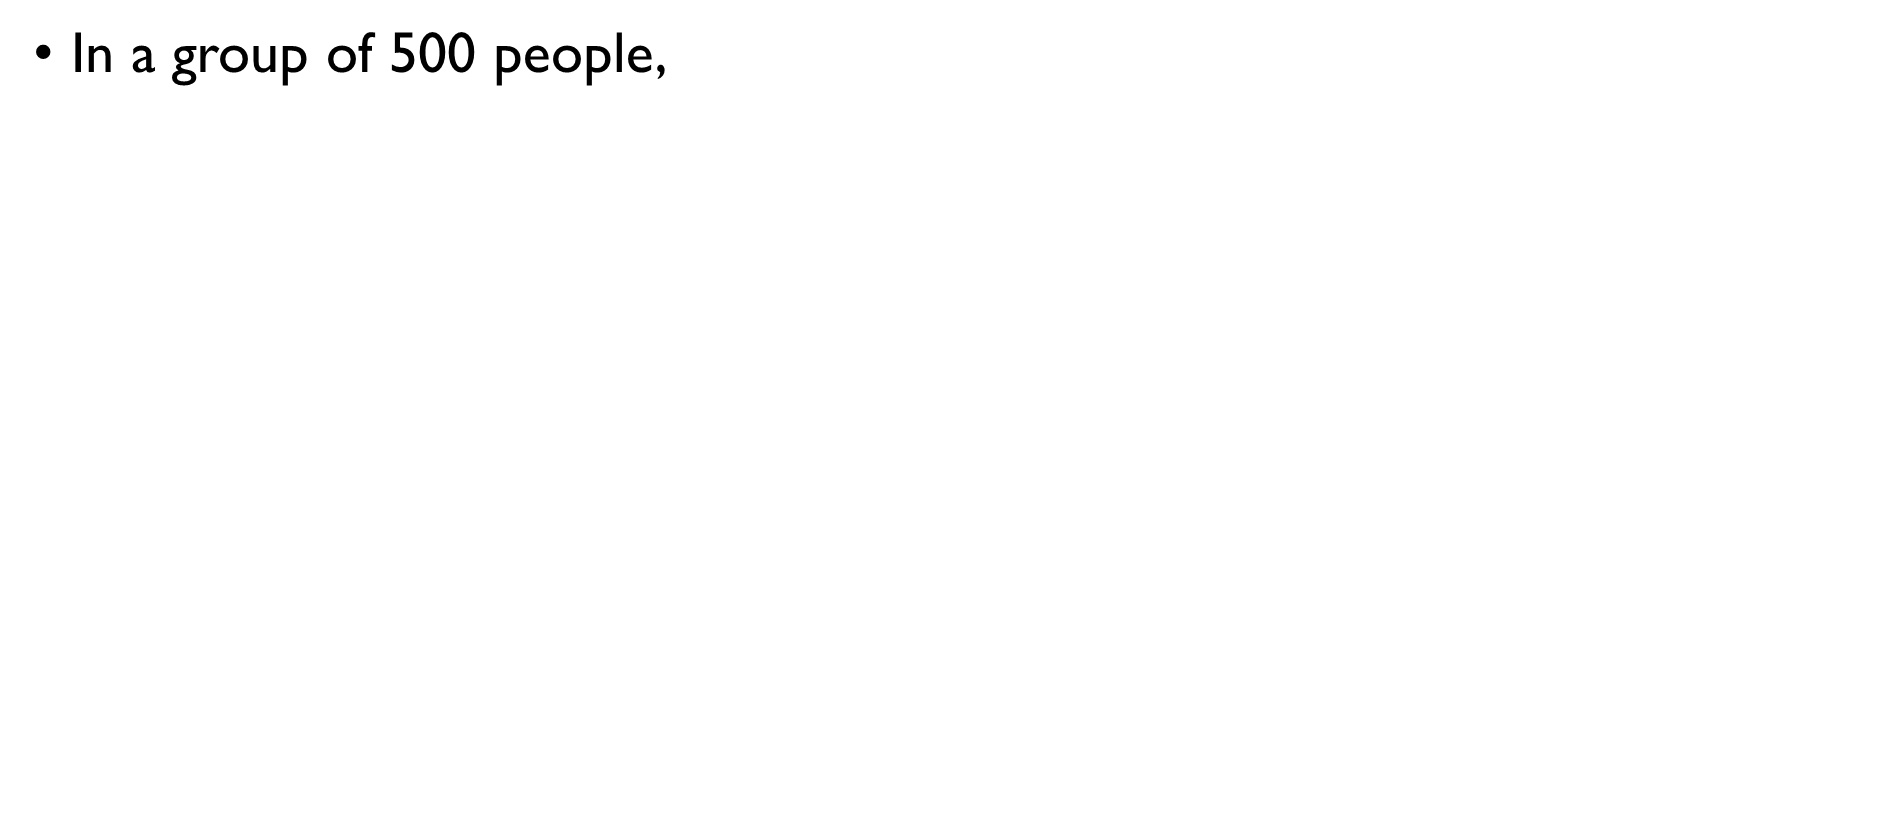 • In a group of 500 people,